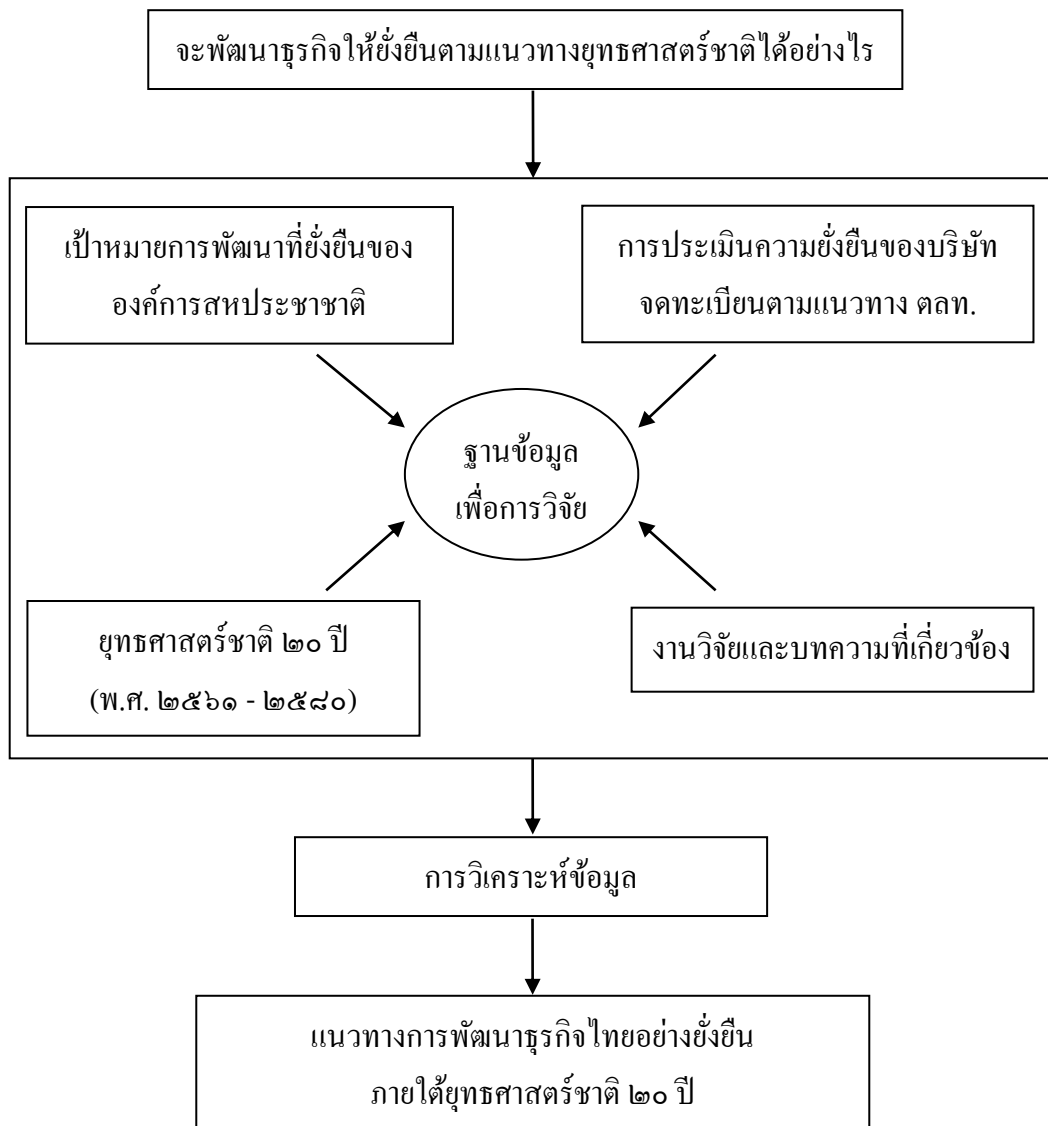 จะพัฒนาธุรกิจให้ยั่งยืนตามแนวทางยุทธศาสตร์ชาติได้อย่างไร
เป้าหมายการพัฒนาที่ยั่งยืนของ
องค์การสหประชาชาติ
การประเมินความยั่งยืนของบริษัท
จดทะเบียนตามแนวทาง ตลท.
ฐานข้อมูล
เพื่อการวิจัย
ยุทธศาสตร์ชาติ ๒๐ ปี
(พ.ศ. ๒๕๖๑ - ๒๕๘๐)
งานวิจัยและบทความที่เกี่ยวข้อง
การวิเคราะห์ข้อมูล
แนวทางการพัฒนาธุรกิจไทยอย่างยั่งยืน
ภายใต้ยุทธศาสตร์ชาติ ๒๐ ปี